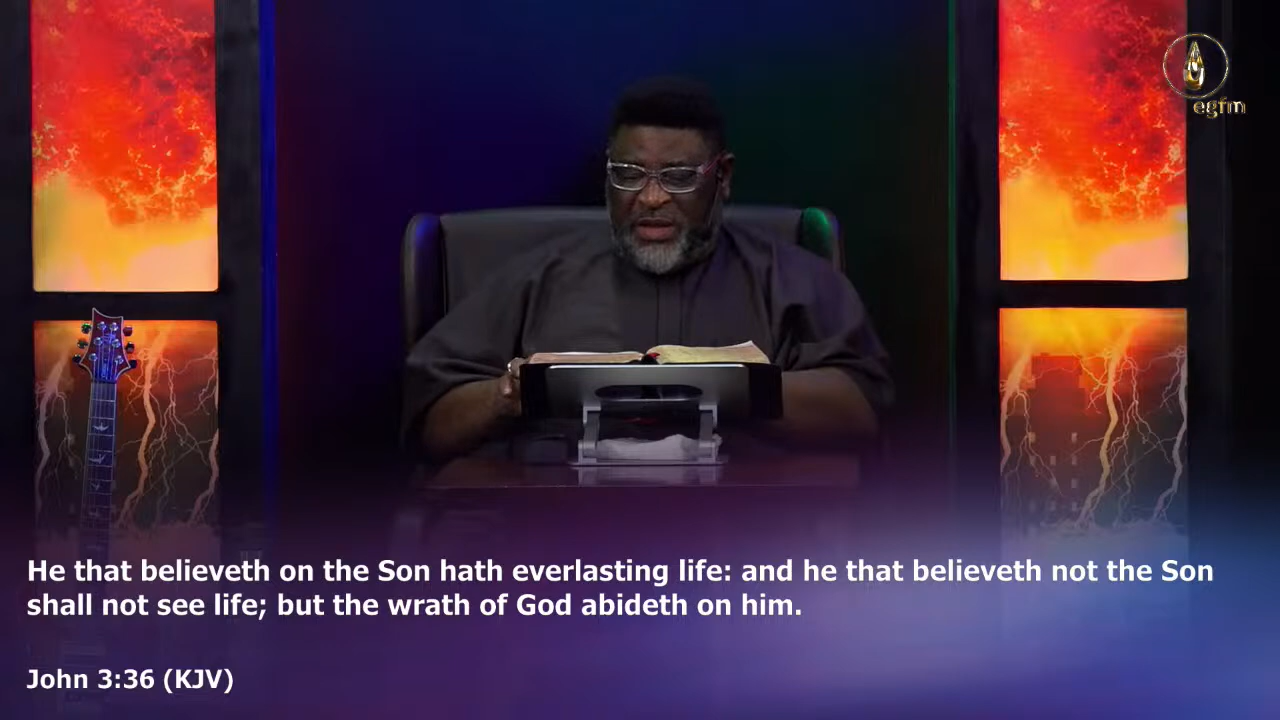 egfm
He that believeth on the Son hath everlasting life: and he that believeth not the Son
shall not see life; but the wrath of God abideth on him.
John 3:36 (KJV)